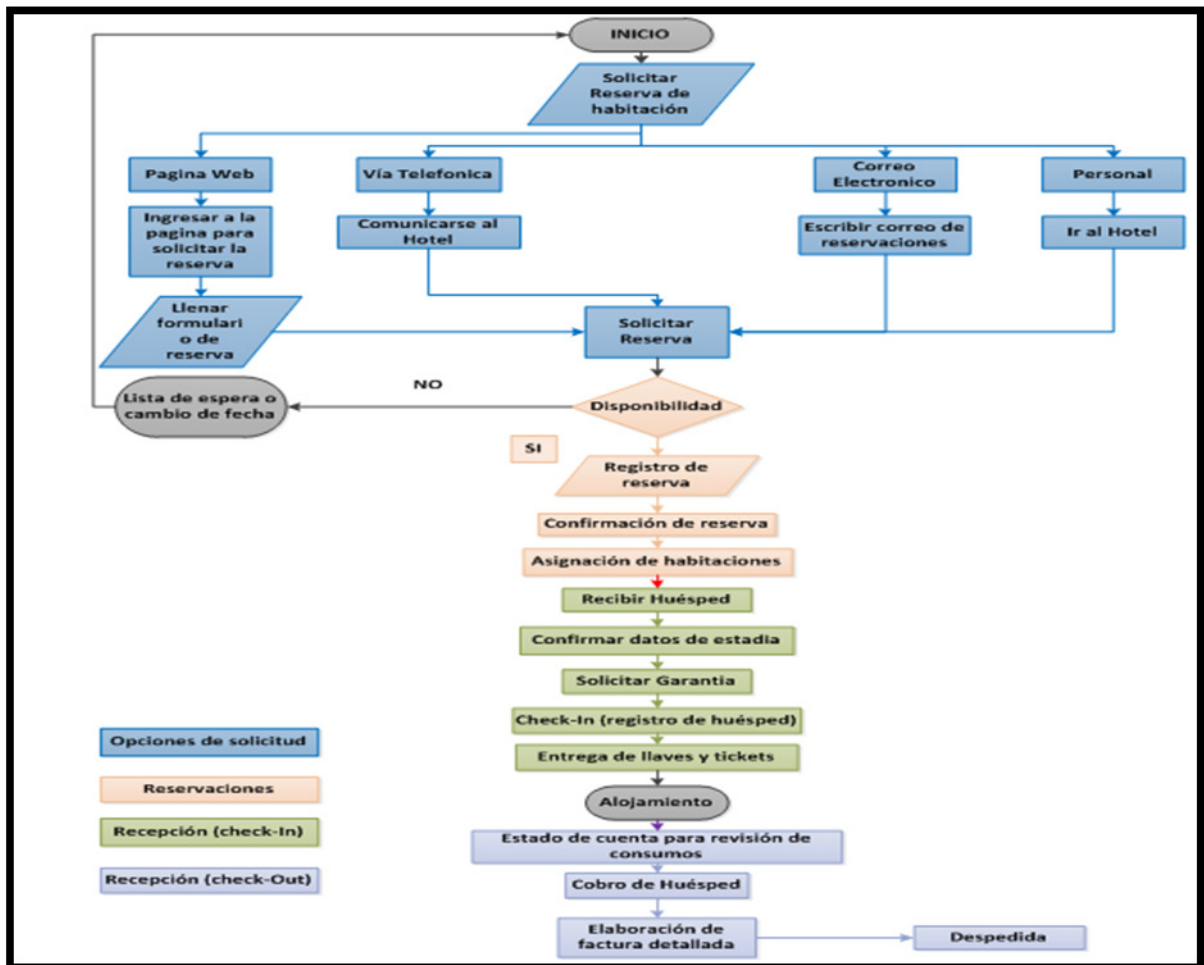 INICIO
Solicitar
Reserva de
habitación
Pagina Web
Vía Telefonica
Correo
Electronico
Personal
Ingresar a la
pagina para
solicitar la
reserva
Comunicarse al
Hotel
Escribir correo de
reservaciones
Ir al Hotel
Llenar
formulari
o de
reserva
Solicitar
Reserva
NO
Lista de espera o
cambio de fecha
Disponibilidad
SI
Registro de
reserva
Confirmación de reserva
Asignación de habitaciones
Recibir Huésped
Confirmar datos de estadia
Solicitar Garantia
Check-In (registro de huésped)
Entrega de llaves y tickets
Alojamiento
Estado de cuenta para revisión de
consumos
Cobro de Huésped
Elaboración de
factura detallada
Despedida
Opciones de solicitud
Reservaciones
Recepción (check-In)
Recepción (check-Out)